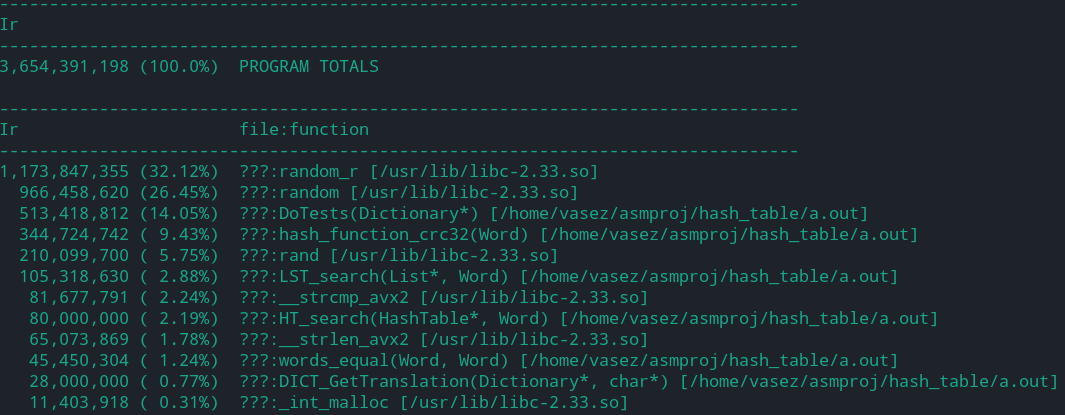 --------------------------------------------------------------------------------
Ir
--------------------------------------------------------------------------------
3,654,391,198 (100.0%)  PROGRAM TOTALS

--------------------------------------------------------------------------------
Ir                      file:function
--------------------------------------------------------------------------------
1,173,847,355 (32.12%)  ???:random_r [/usr/lib/libc-2.33.so]
  966,458,620 (26.45%)  ???:random [/usr/lib/libc-2.33.so]
  513,418,812 (14.05%)  ???:DoTests(Dictionary*) [/home/vasez/asmproj/hash_table/a.out]
  344,724,742 ( 9.43%)  ???:hash_function_crc32(Word) [/home/vasez/asmproj/hash_table/a.out]
  210,099,700 ( 5.75%)  ???:rand [/usr/lib/libc-2.33.so]
  105,318,630 ( 2.88%)  ???:LST_search(List*, Word) [/home/vasez/asmproj/hash_table/a.out]
   81,677,791 ( 2.24%)  ???:__strcmp_avx2 [/usr/lib/libc-2.33.so]
   80,000,000 ( 2.19%)  ???:HT_search(HashTable*, Word) [/home/vasez/asmproj/hash_table/a.out]
   65,073,869 ( 1.78%)  ???:__strlen_avx2 [/usr/lib/libc-2.33.so]
   45,450,304 ( 1.24%)  ???:words_equal(Word, Word) [/home/vasez/asmproj/hash_table/a.out]
   28,000,000 ( 0.77%)  ???:DICT_GetTranslation(Dictionary*, char*) [/home/vasez/asmproj/hash_table/a.out]
   11,403,918 ( 0.31%)  ???:_int_malloc [/usr/lib/libc-2.33.so]